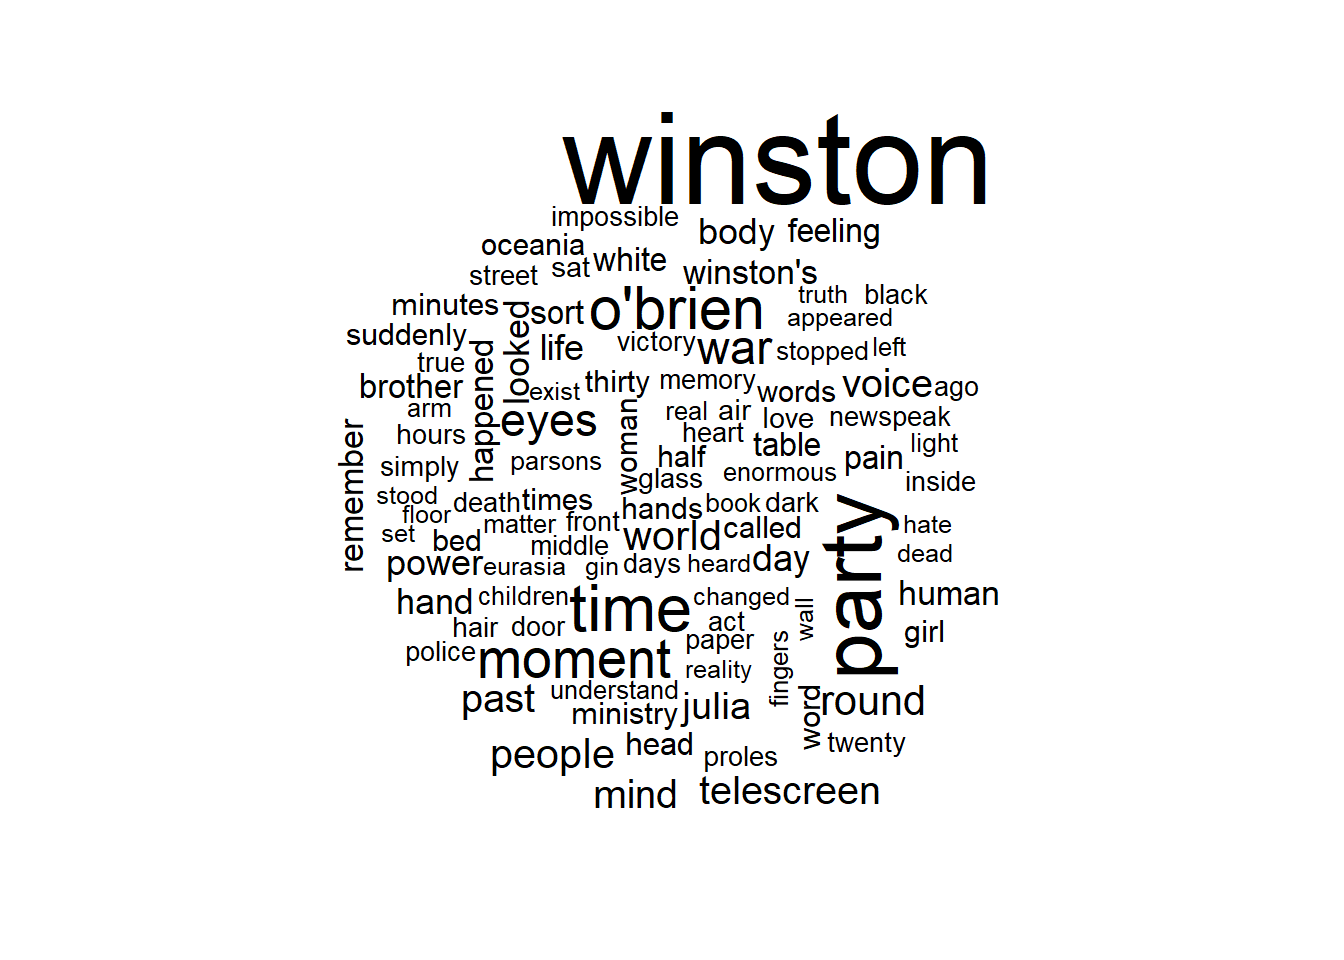 winston
impossible
body feeling
oceania
white
street sat
winston's
minutes
looked
sort
o'brien
truth black
appeared
suddenly
happened
life
victory war
stopped left
true
brother
exist thirty
memory words
voice ago
arm
eyes
woman
real air love newspeak
remember
hours
heart
table
light
simply
parsons
half
glass enormous
pain
inside
stood
floor
death times
hands book dark
party
hate
set
bed
matter front
middle
world called
dead
power eurasia gin days heard day
hand children time changed
wall
human
hair door
act
paper
fingers
girl
police
moment
reality
past
understand
ministry julia
word
round
people
head
proles
twenty
mind
telescreen